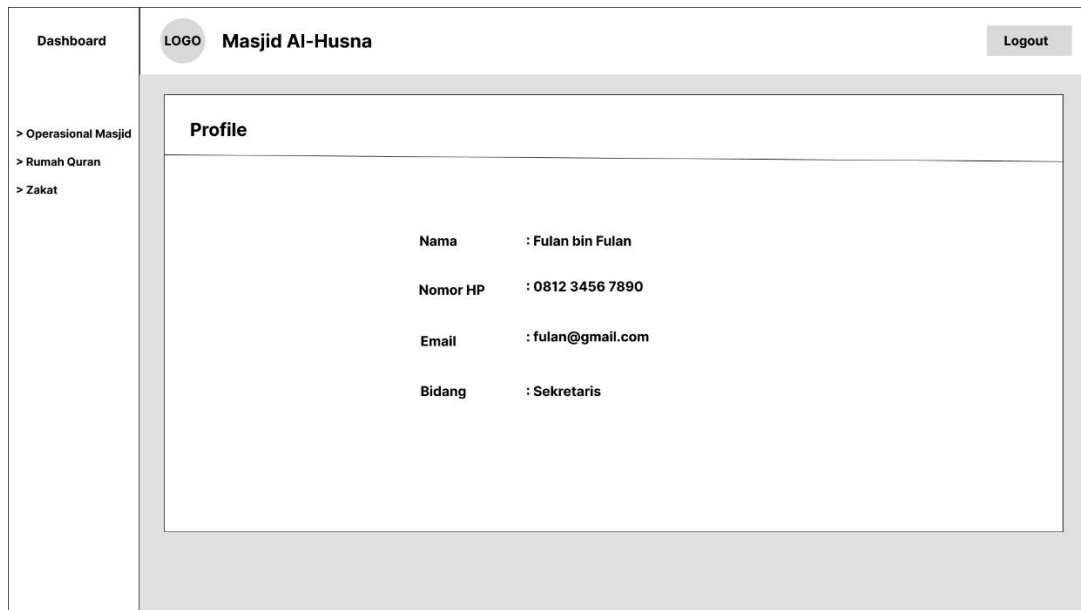 Dashboard
LOGO Masjid Al-Husna
Logout
> Operasional Masjid
> Rumah Quran
> Zakat
Profile
Nama : Fulan bin Fulan
Nomor HP : 0812 3456 7890
Email : fulan@gmail.com
Bidang : Sekretaris